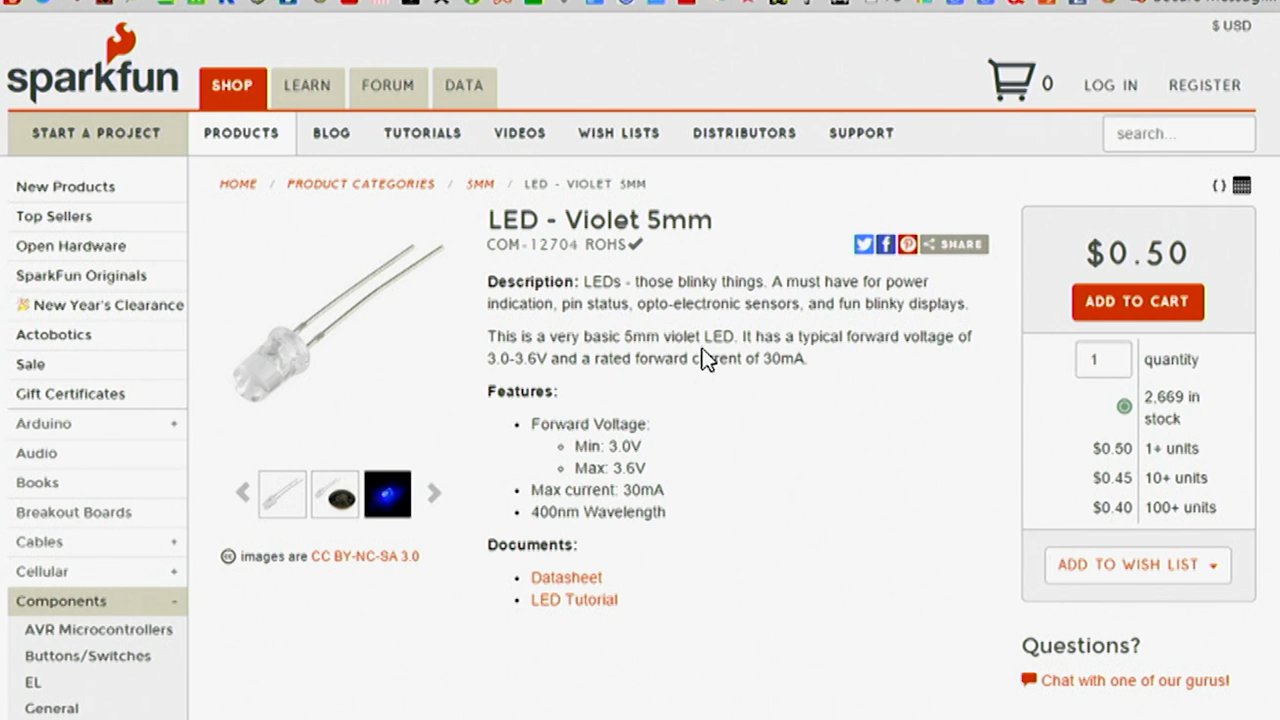 $ USD
sparkfun
SHOP
LEARN
FORUM
DATA
0
LOG IN
REGISTER
START A PROJECT
PRODUCTS
BLOG
TUTORIALS
VIDEOS
WISH LISTS
DISTRIBUTORS
SUPPORT
search...
New Products
Top Sellers
Open Hardware
SparkFun Originals
New Year's Clearance
Actobotics
Sale
Gift Certificates
Arduino +
Audio
Books
Breakout Boards
Cables +
Cellular +
Components -
AVR Microcontrollers
Buttons/Switches
EL
General
HOME / PRODUCT CATEGORIES / 5MM / LED - VIOLET 5MM
images are CC BY-NC-SA 3.0
LED - Violet 5mm
COM-12704 ROHS✓
SHARE
Description: LEDs - those blinky things. A must have for power
indication, pin status, opto-electronic sensors, and fun blinky displays.
This is a very basic 5mm violet LED. It has a typical forward voltage of
3.0-3.6V and a rated forward current of 30mA.
Features:
• Forward Voltage:
Min: 3.0V
Max: 3.6V
• Max current: 30mA
• 400nm Wavelength
Documents:
• Datasheet
• LED Tutorial
{ }
$0.50
ADD TO CART
1 quantity
2,669 in
stock
$0.50 1+ units
$0.45 10+ units
$0.40 100+ units
ADD TO WISH LIST
Questions?
Chat with one of our gurus!